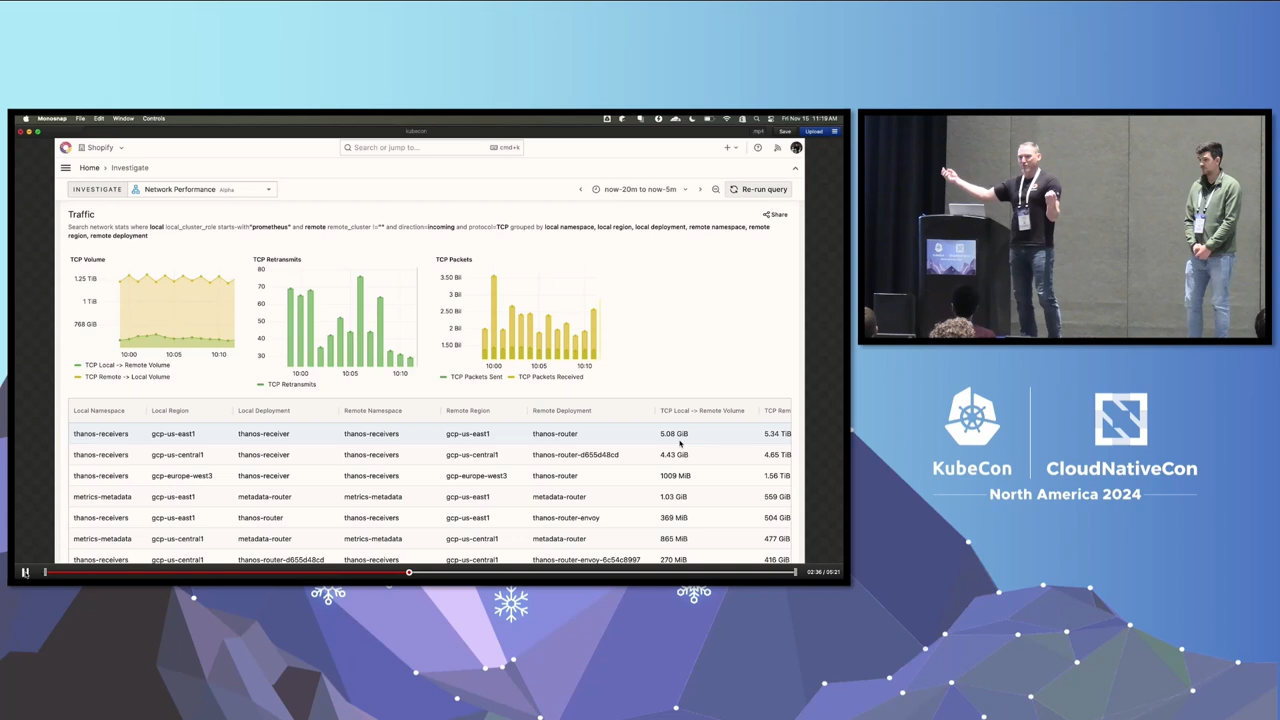 Monosnap File Edit Window Controls
Fri Nov 15 11:19 AM
kubecon
.mp4 Save Upload
Shopify
Search or jump to... cmd+k
Home › Investigate
INVESTIGATE Network Performance Alpha
now-20m to now-5m
Re-run query
Traffic
Share
Search network stats where local local_cluster_role starts-with"prometheus" and remote remote_cluster !="" and direction=incoming and protocol=TCP grouped by local namespace, local region, local deployment, remote namespace, remote
region, remote deployment
TCP Volume
1.25 TiB
1 TiB
768 GiB
10:00 10:05 10:10
TCP Local -> Remote Volume
TCP Remote -> Local Volume
TCP Retransmits
80
70
60
50
40
30
10:00 10:05 10:10
TCP Retransmits
TCP Packets
3.50 Bil
3 Bil
2.50 Bil
2 Bil
1.50 Bil
10:00 10:05 10:10
TCP Packets Sent TCP Packets Received
Local Namespace Local Region Local Deployment Remote Namespace Remote Region Remote Deployment TCP Local -> Remote Volume TCP Rem
thanos-receivers gcp-us-east1 thanos-receiver thanos-receivers gcp-us-east1 thanos-router 5.08 GiB 5.34 TiB
thanos-receivers gcp-us-central1 thanos-receiver thanos-receivers gcp-us-central1 thanos-router-d655d48cd 4.43 GiB 4.65 TiB
thanos-receivers gcp-europe-west3 thanos-receiver thanos-receivers gcp-europe-west3 thanos-router 1009 MiB 1.56 TiB
metrics-metadata gcp-us-east1 metadata-router metrics-metadata gcp-us-east1 metadata-router 1.03 GiB 559 GiB
thanos-receivers gcp-us-east1 thanos-router thanos-receivers gcp-us-east1 thanos-router-envoy 369 MiB 504 GiB
metrics-metadata gcp-us-central1 metadata-router metrics-metadata gcp-us-central1 metadata-router 865 MiB 477 GiB
thanos-receivers gcp-us-central1 thanos-router-d655d48cd thanos-receivers gcp-us-central1 thanos-router-envoy-6c54c8997 270 MiB 416 GiB
02:36 / 05:21
KubeCon CloudNativeCon
North America 2024